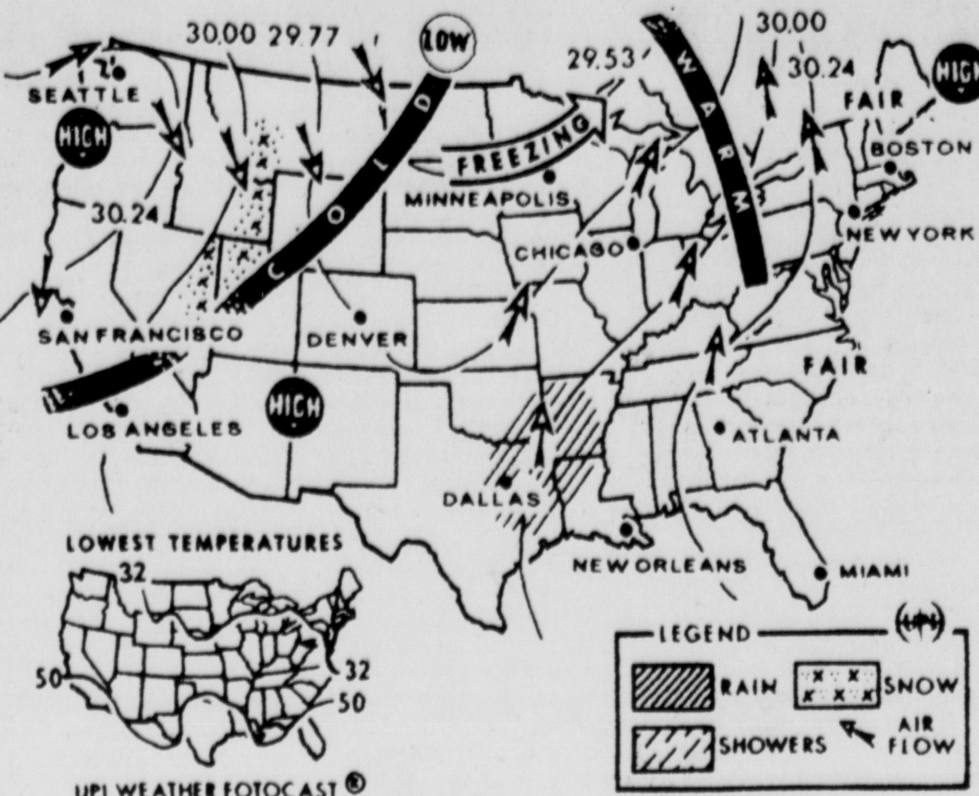 30.00 29.77
LOW
29.53
30.00
30.24
HIGH
SEATTLE
FAIR
HIGH
COLD
WARM
FREEZING
BOSTON
MINNEAPOLIS
30.24
NEW YORK
CHICAGO
SAN FRANCISCO
DENVER
FAIR
HIGH
LOS ANGELES
ATLANTA
DALLAS
LOWEST TEMPERATURES
32
NEW ORLEANS
MIAMI
50
32
50
LEGEND
(UPI)
RAIN
SNOW
SHOWERS
AIR
FLOW
UPI WEATHER FOTOCAST ®